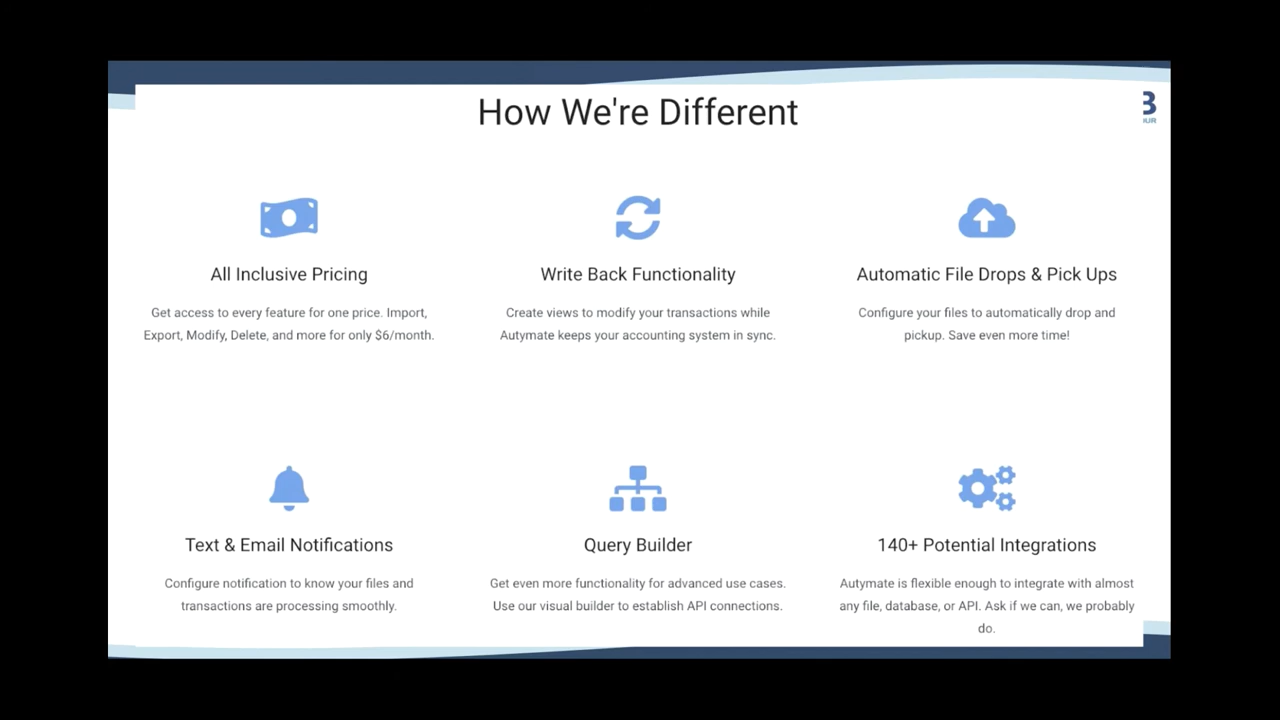 How We're Different
B
All Inclusive Pricing
Get access to every feature for one price. Import,
Export, Modify, Delete, and more for only $6/month.
Write Back Functionality
Create views to modify your transactions while
Autymate keeps your accounting system in sync.
Automatic File Drops & Pick Ups
Configure your files to automatically drop and
pickup. Save even more time!
Text & Email Notifications
Configure notification to know your files and
transactions are processing smoothly.
Query Builder
Get even more functionality for advanced use cases.
Use our visual builder to establish API connections.
140+ Potential Integrations
Autymate is flexible enough to integrate with almost
any file, database, or API. Ask if we can, we probably
do.